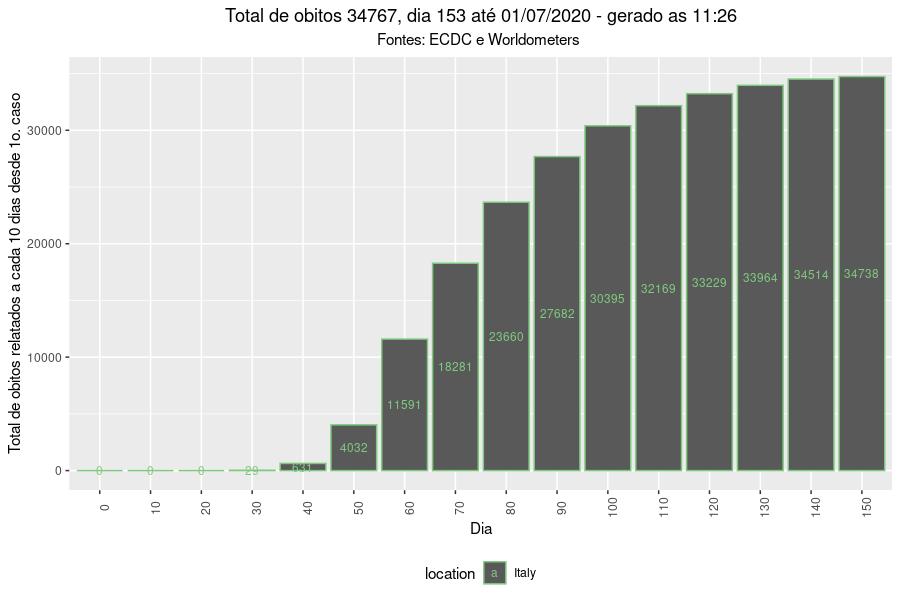 Total de obitos 34767, dia 153 até 01/07/2020 - gerado as 11:26
Fontes: ECDC e Worldometers
Total de obitos relatados a cada 10 dias desde 1o. caso
30000
20000
10000
0
0 0 0 29 631 4032 11591 18281 23660 27682 30395 32169 33229 33964 34514 34738
0 10 20 30 40 50 60 70 80 90 100 110 120 130 140 150
Dia
location a Italy